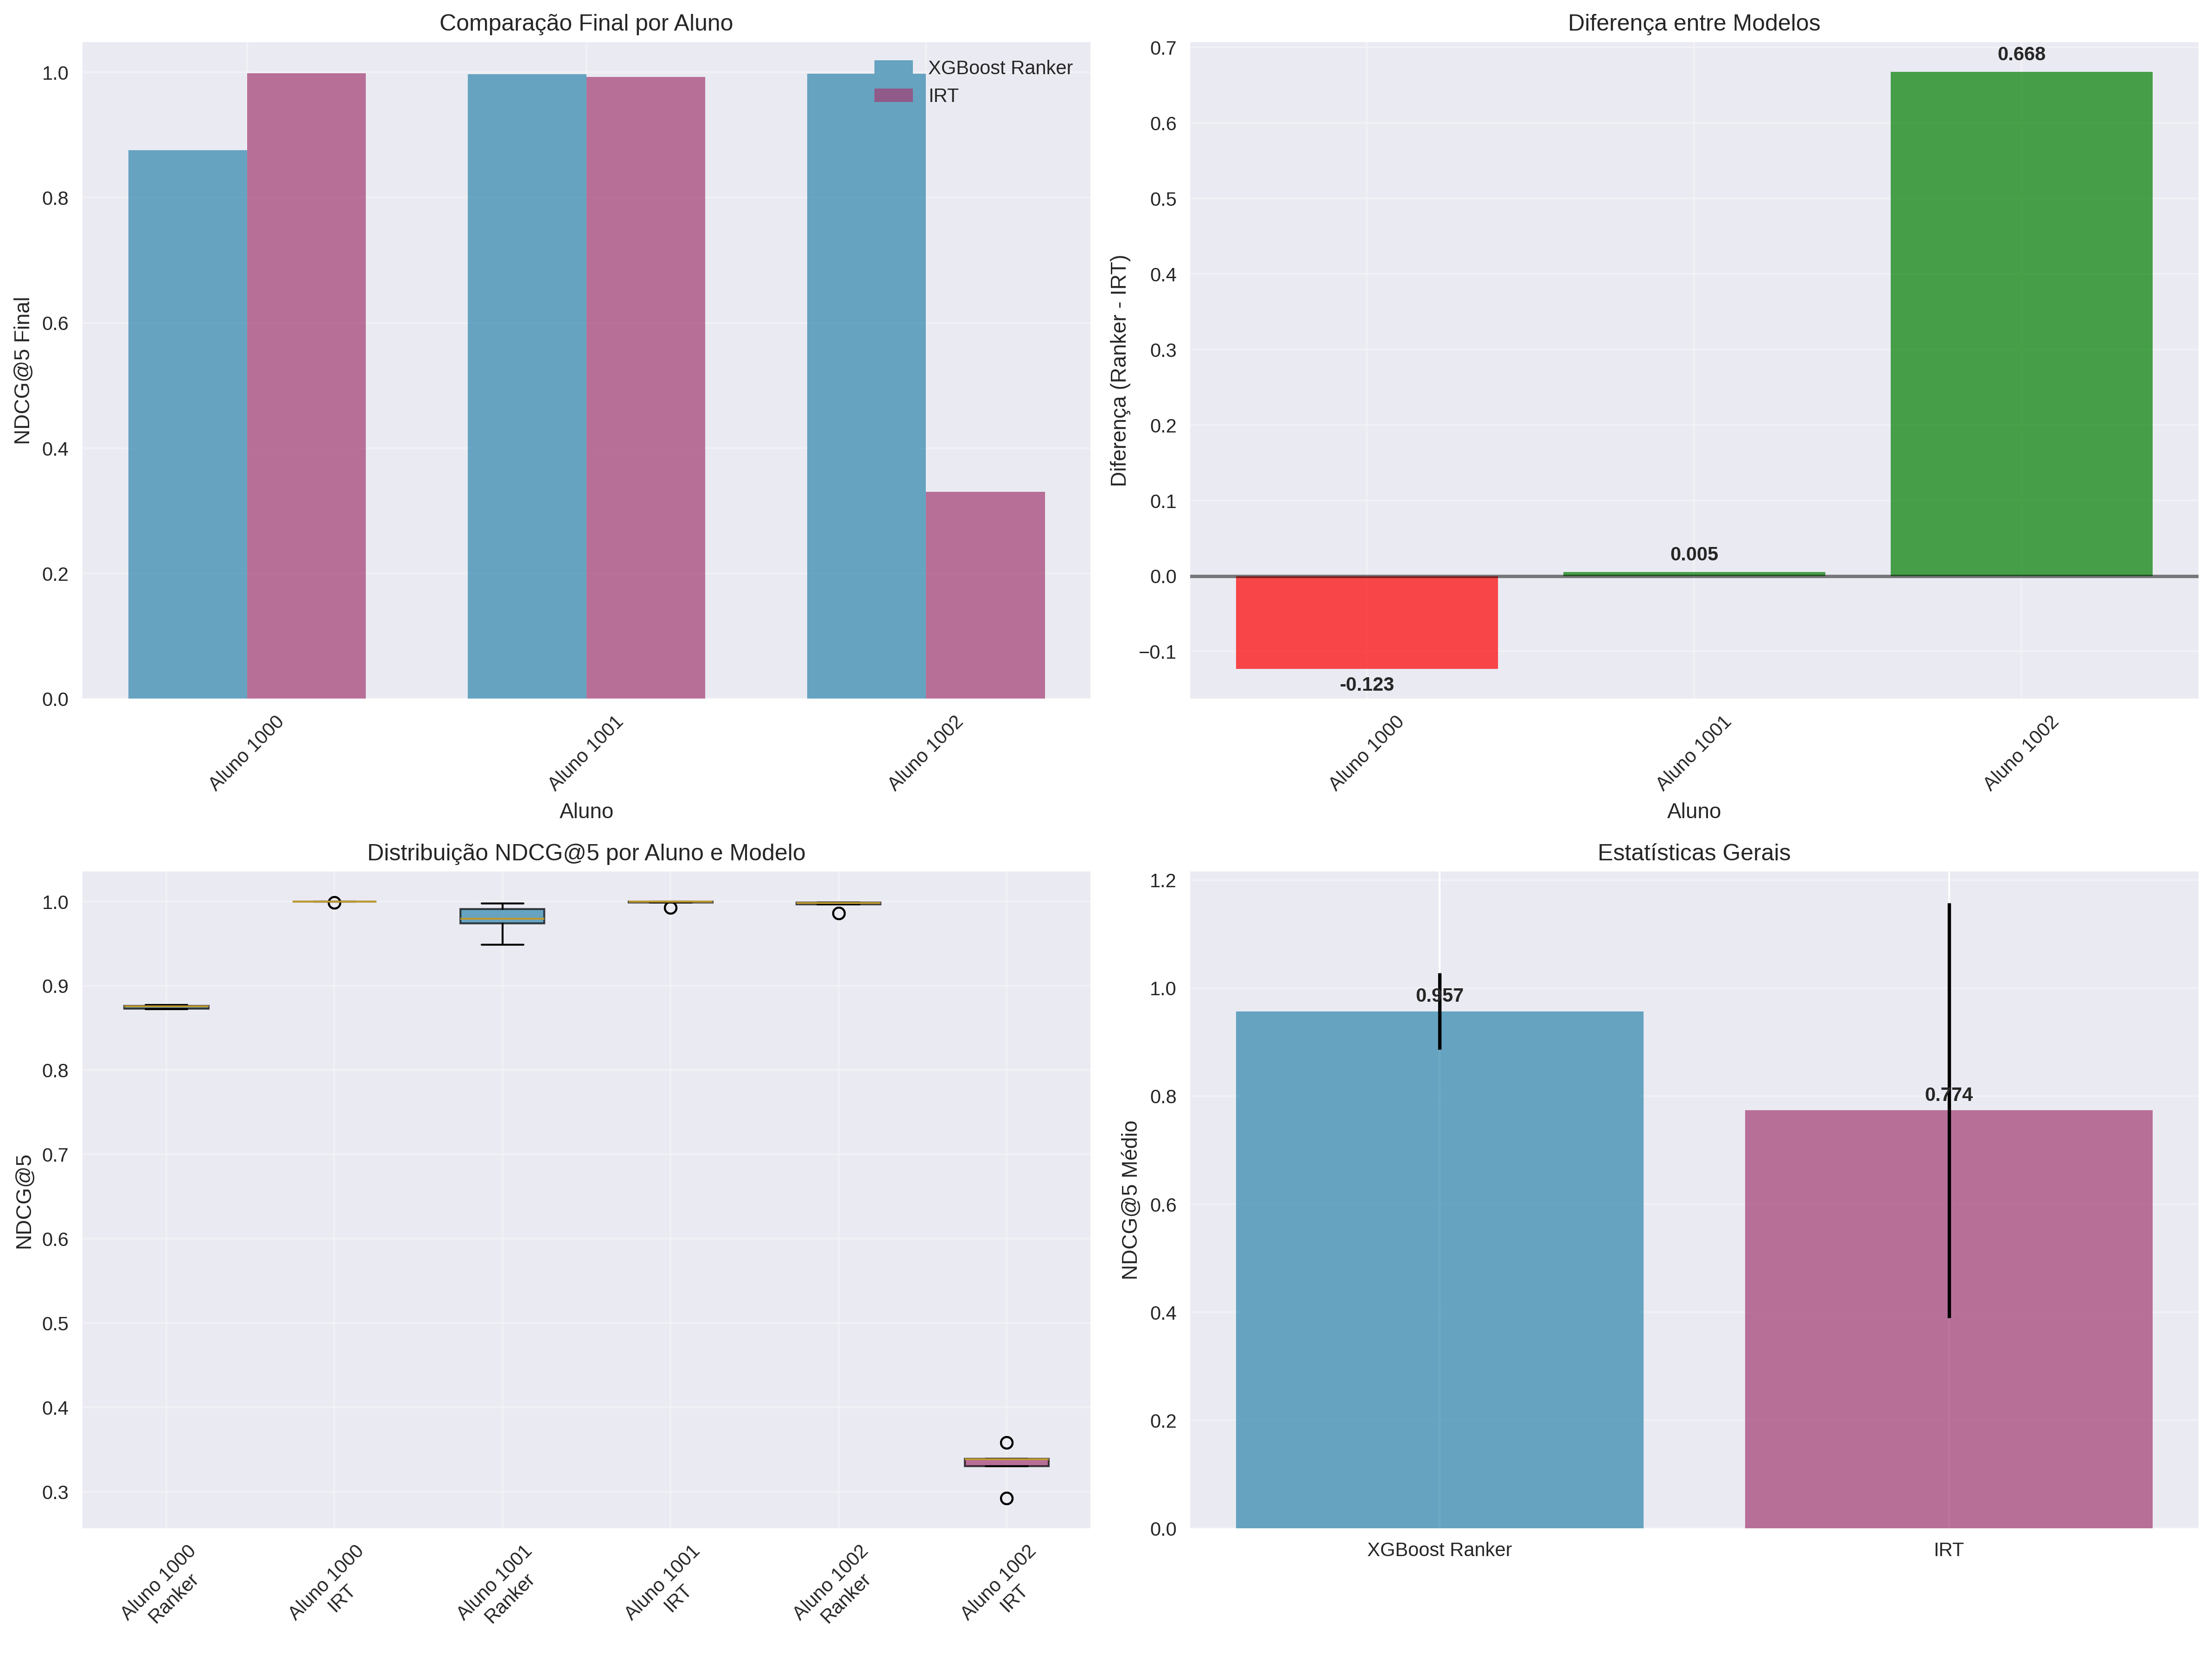 Comparação Final por Aluno
NDCG@5 Final
1.0
0.8
0.6
0.4
0.2
0.0
XGBoost Ranker
IRT
Aluno 1000
Aluno 1001
Aluno 1002
Aluno
Diferença entre Modelos
Diferença (Ranker - IRT)
0.7
0.6
0.5
0.4
0.3
0.2
0.1
0.0
−0.1
-0.123
0.005
0.668
Aluno 1000
Aluno 1001
Aluno 1002
Aluno
Distribuição NDCG@5 por Aluno e Modelo
NDCG@5
1.0
0.9
0.8
0.7
0.6
0.5
0.4
0.3
Aluno 1000
Ranker
Aluno 1000
IRT
Aluno 1001
Ranker
Aluno 1001
IRT
Aluno 1002
Ranker
Aluno 1002
IRT
Estatísticas Gerais
NDCG@5 Médio
1.2
1.0
0.8
0.6
0.4
0.2
0.0
0.957
0.774
XGBoost Ranker
IRT